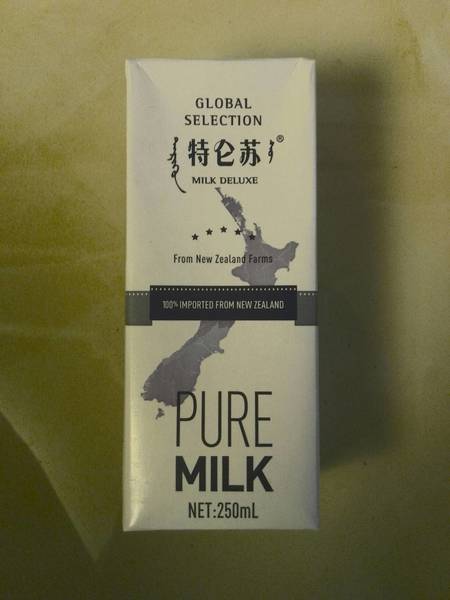 GLOBAL
SELECTION
特仑苏®
MILK DELUXE
From New Zealand Farms
100% IMPORTED FROM NEW ZEALAND
PURE
MILK
NET:250mL